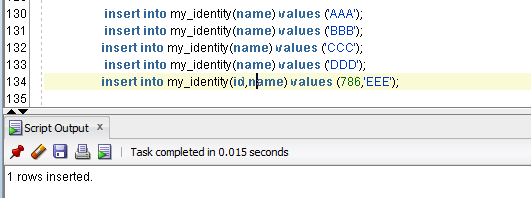 130 insert into my_identity(name) values ('AAA');
131 insert into my_identity(name) values ('BBB');
132 insert into my_identity(name) values ('CCC');
133 insert into my_identity(name) values ('DDD');
134 insert into my_identity(id,name) values (786,'EEE');
135
Script Output x
Task completed in 0.015 seconds
1 rows inserted.